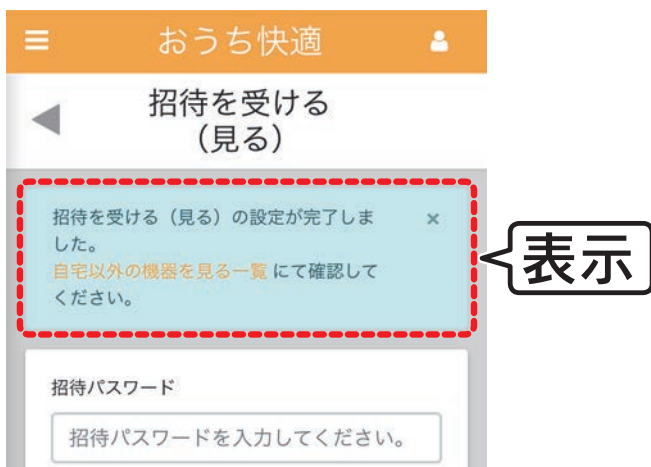 おうち快適
招待を受ける
（見る）
招待を受ける（見る）の設定が完了しま
した。
×
自宅以外の機器を見る一覧 にて確認して
ください。
表示
招待パスワード
招待パスワードを入力してください。